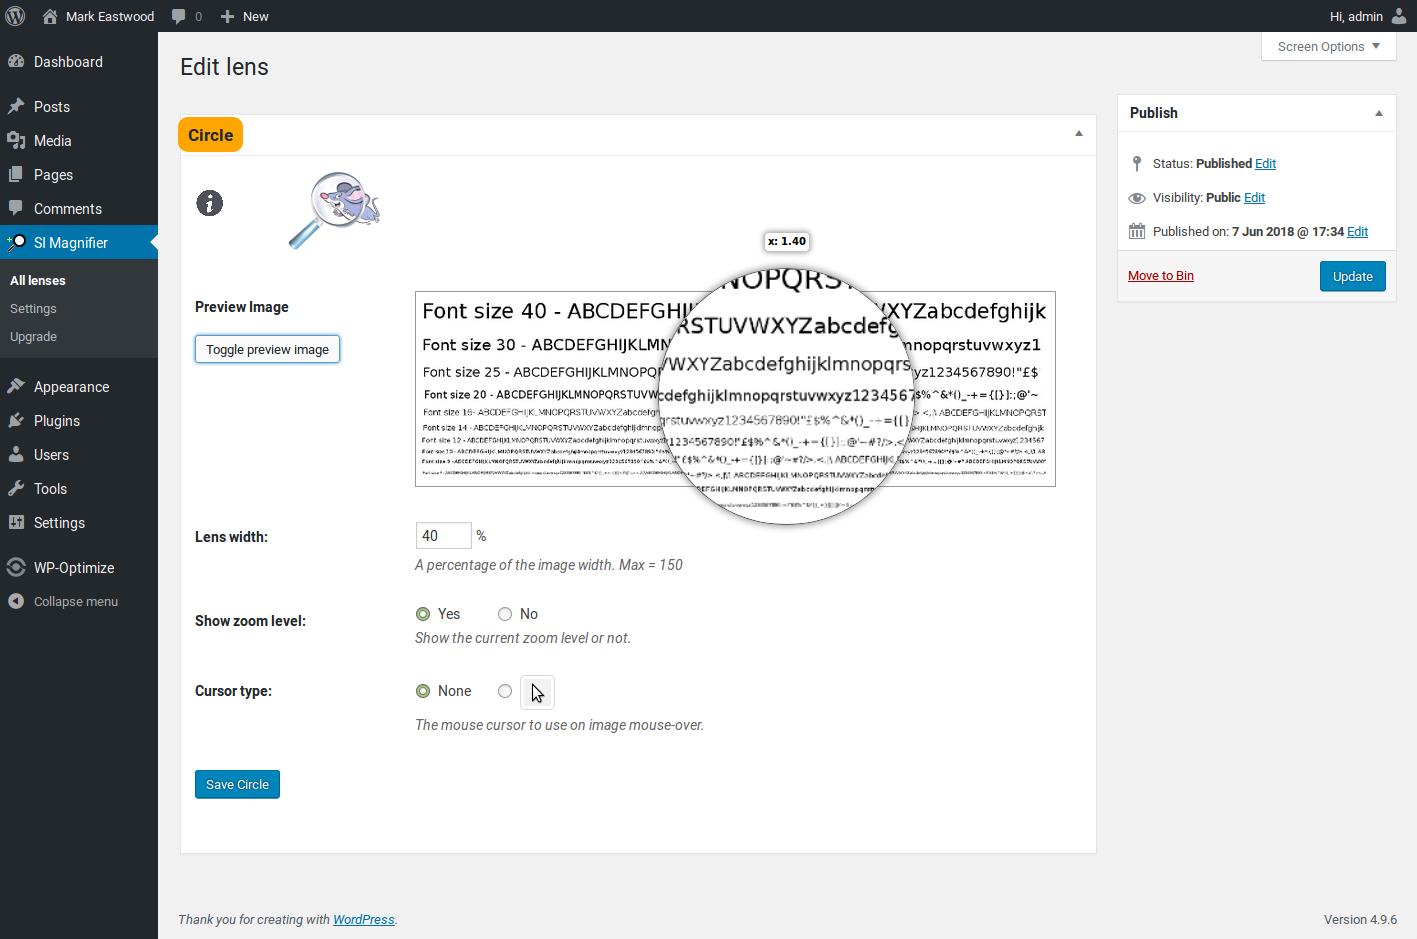 Mark Eastwood 0 New Hi, admin
Screen Options
Dashboard
Posts
Media
Pages
Comments
SI Magnifier
All lenses
Settings
Upgrade
Appearance
Plugins
Users
Tools
Settings
WP-Optimize
Collapse menu
Edit lens
Circle
x: 1.40
Preview Image
Toggle preview image
Font size 40 - ABCDEFGHIJ
XYZabcdefghijk
Font size 30 - ABCDEFGHIJKLMN
mnopqrstuvwxyz1
Font size 25 - ABCDEFGHIJKLMNOPQ
yz1234567890!"£$
Font size 20 - ABCDEFGHIJKLMNOPQRSTUVW
$%^&*()_-+={[}]:;@'~
Font size 16- ABCDEFGHIJKLMNOPQRSTUVWXYZabcdef
ABCDEFGHIJKLMNOPQRST
Font size 14 - ABCDEFGHIJKLMNOPQRSTUVWXYZabcdefgh
Font size 12 - ABCDEFGHIJKLMNOPQRSTUVWXYZabcdefghijklmnopqrstuvwxyz
NOPQRS
RSTUVWXYZabcdefg
VWXYZabcdefghijklmnopqrs
cdefghijklmnopqrstuvwxyz1234567
qrstuvwxyz1234567890!"£$%^&*()_-+={[}
1234567890!"£$%^&*()_-+={[}]:;@'~#?/>.<
Lens width:
40 %
A percentage of the image width. Max = 150
Show zoom level:
Yes No
Show the current zoom level or not.
Cursor type:
None
The mouse cursor to use on image mouse-over.
Save Circle
Publish
Status: Published Edit
Visibility: Public Edit
Published on: 7 Jun 2018 @ 17:34 Edit
Move to Bin Update
Thank you for creating with WordPress.
Version 4.9.6